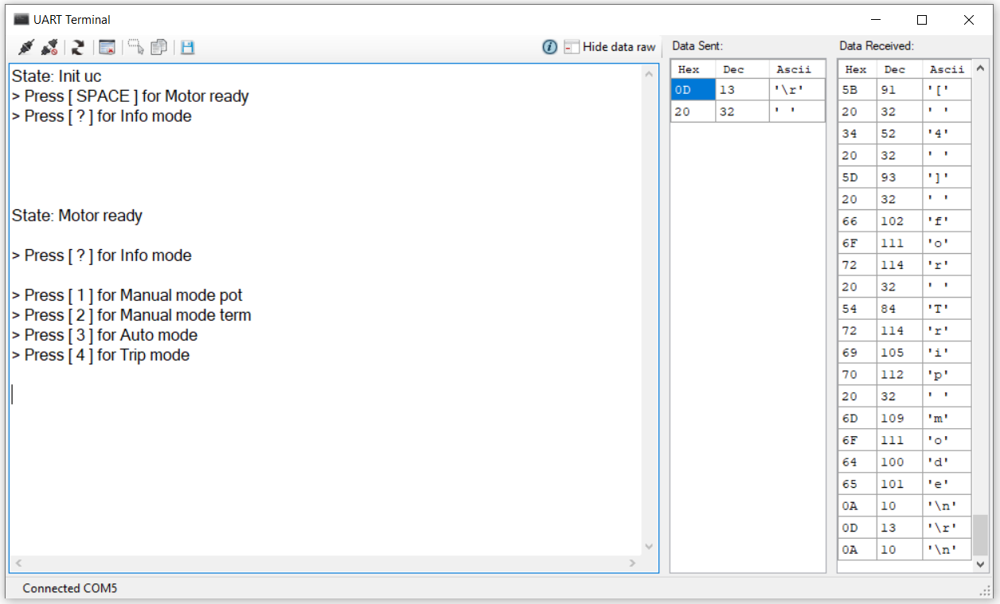 UART Terminal
Hide data raw
Data Sent:
Data Received:
State: Init uc
> Press [ SPACE ] for Motor ready
> Press [ ? ] for Info mode
State: Motor ready
> Press [ ? ] for Info mode
> Press [ 1 ] for Manual mode pot
> Press [ 2 ] for Manual mode term
> Press [ 3 ] for Auto mode
> Press [ 4 ] for Trip mode
Hex Dec Ascii
0D 13 '\r'
20 32 ' '
Hex Dec Ascii
5B 91 '['
20 32 ' '
34 52 '4'
20 32 ' '
5D 93 ']'
20 32 ' '
66 102 'f'
6F 111 'o'
72 114 'r'
20 32 ' '
54 84 'T'
72 114 'r'
69 105 'i'
70 112 'p'
20 32 ' '
6D 109 'm'
6F 111 'o'
64 100 'd'
65 101 'e'
0A 10 '\n'
0D 13 '\r'
0A 10 '\n'
Connected COM5